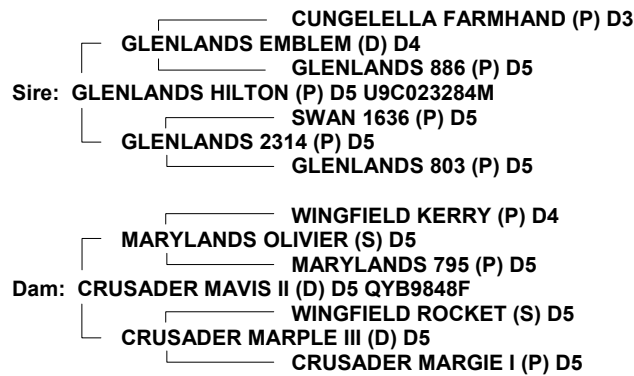 CUNGELELLA FARMHAND (P) D3
GLENLANDS EMBLEM (D) D4
GLENLANDS 886 (P) D5
Sire: GLENLANDS HILTON (P) D5 U9C023284M
SWAN 1636 (P) D5
GLENLANDS 2314 (P) D5
GLENLANDS 803 (P) D5
WINGFIELD KERRY (P) D4
MARYLANDS OLIVIER (S) D5
MARYLANDS 795 (P) D5
Dam: CRUSADER MAVIS II (D) D5 QYB9848F
WINGFIELD ROCKET (S) D5
CRUSADER MARPLE III (D) D5
CRUSADER MARGIE I (P) D5